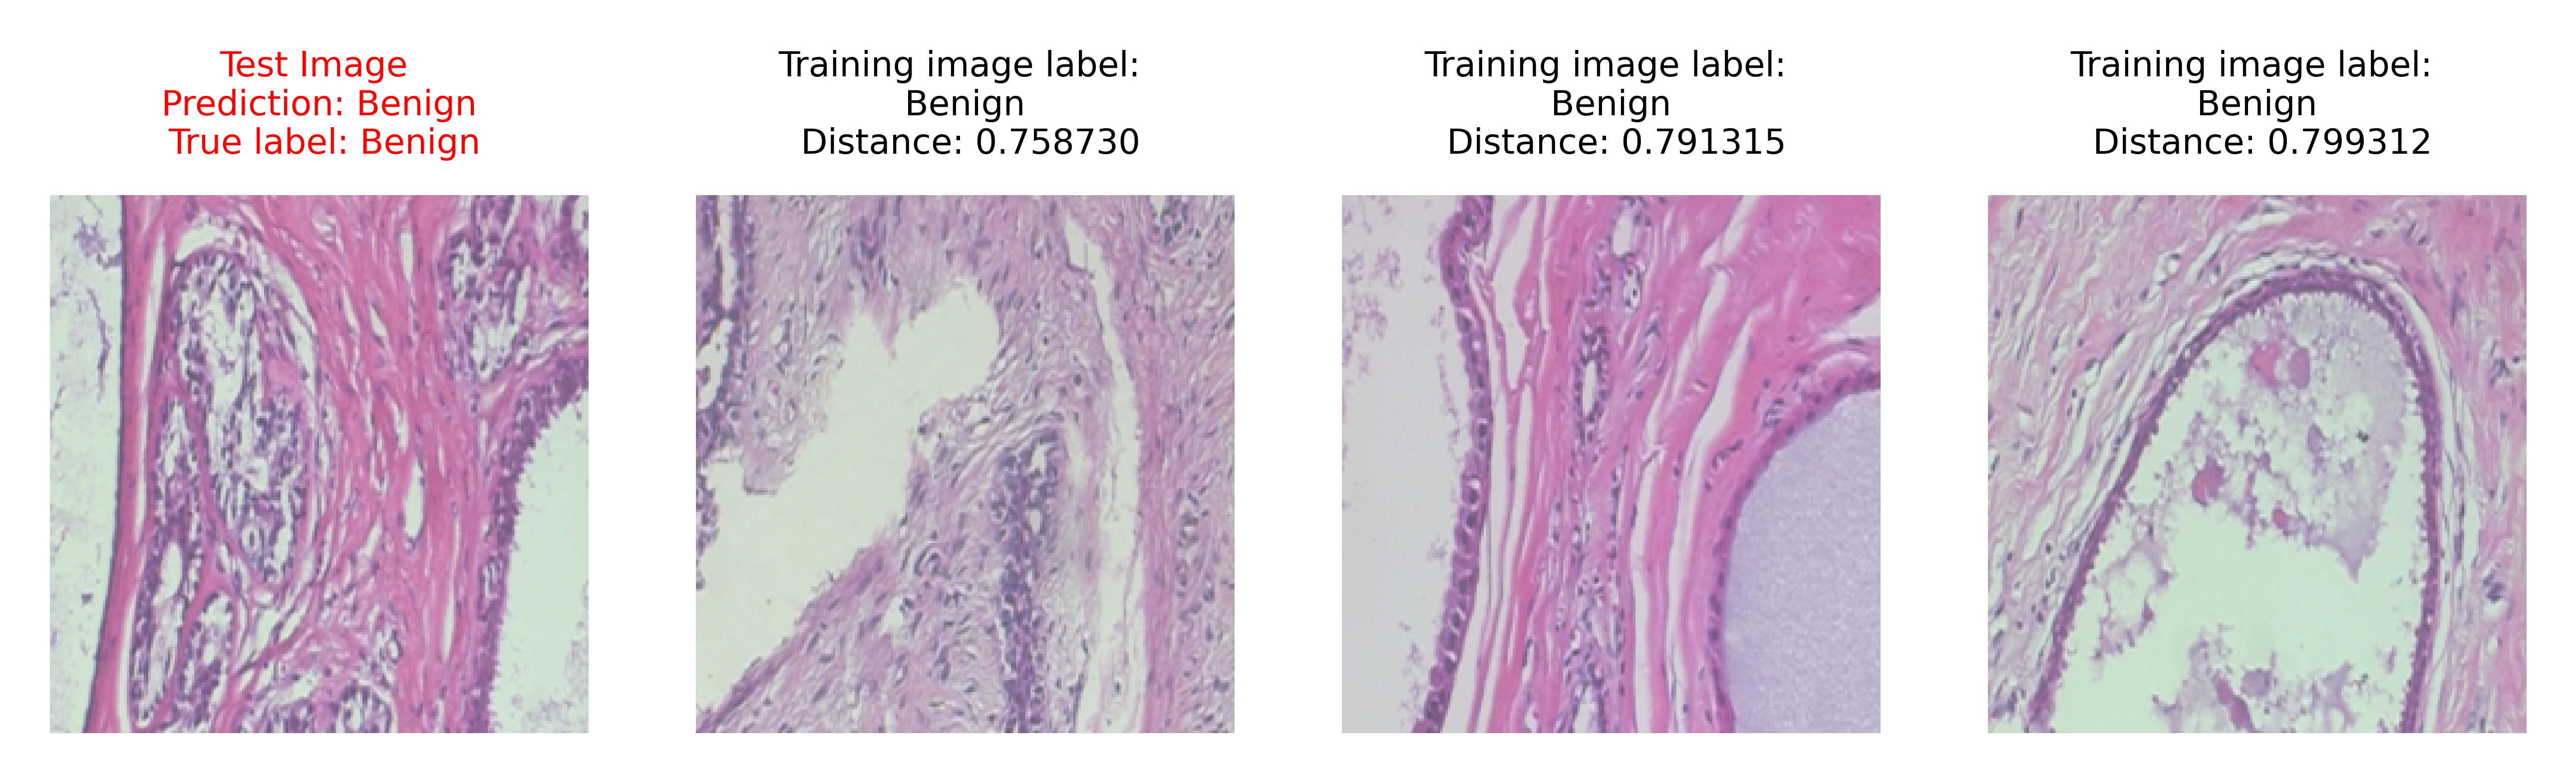 Test Image
Prediction: Benign
True label: Benign
Training image label:
Benign
Distance: 0.758730
Training image label:
Benign
Distance: 0.791315
Training image label:
Benign
Distance: 0.799312